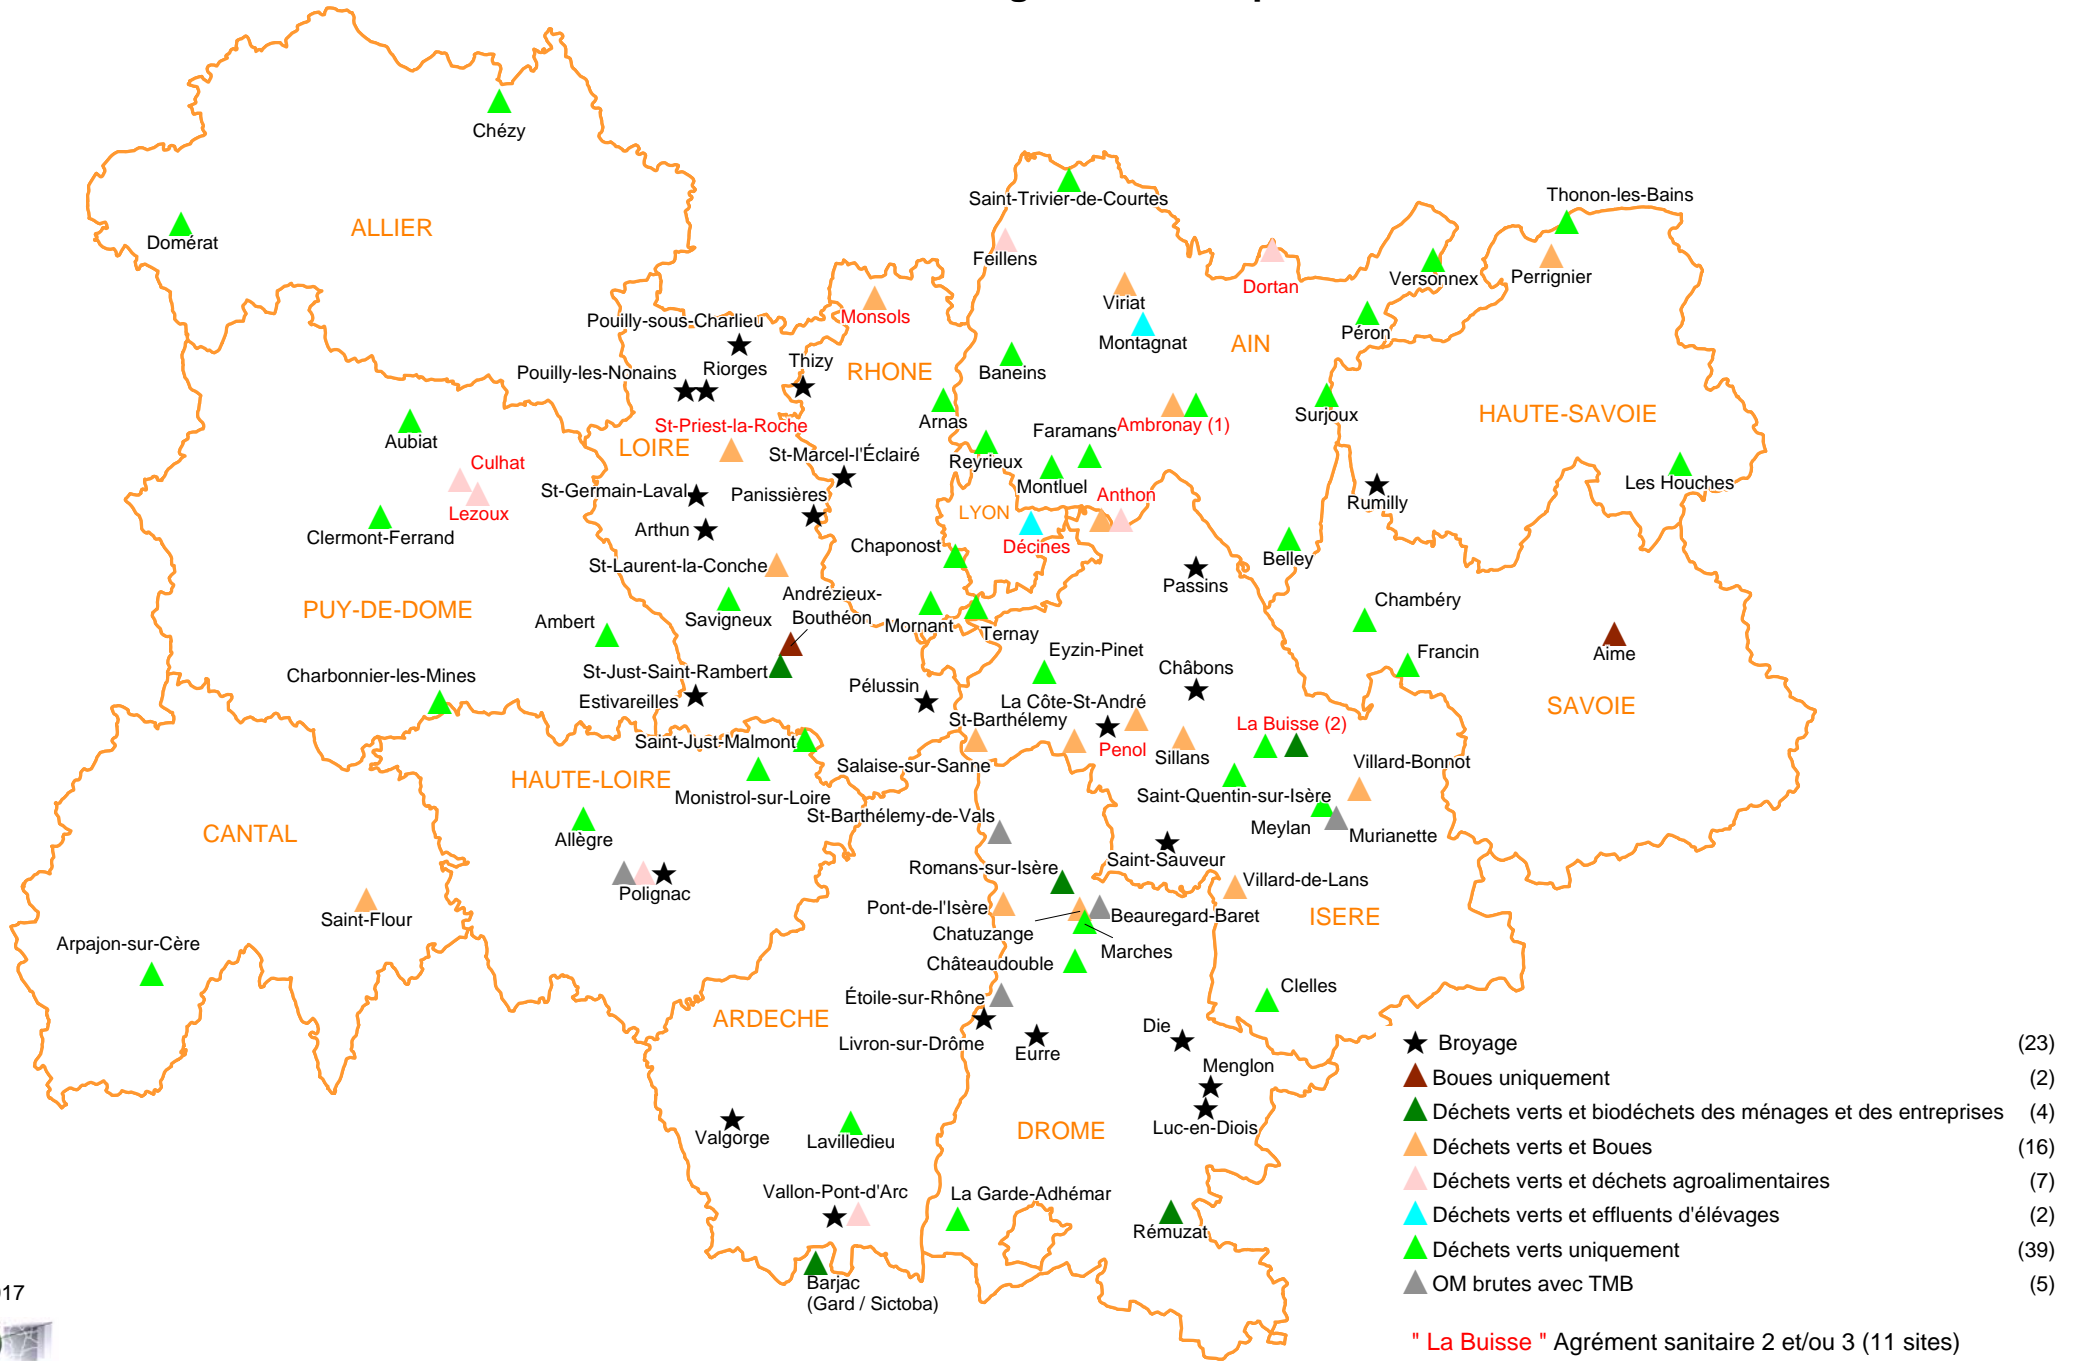 Chézy
ALLIER
Domérat
Saint-Trivier-de-Courtes
Thonon-les-Bains
Feillens
Versonnex
Perrignier
Dortan
Viriat
Monsols
Pouilly-sous-Charlieu
Péron
Montagnat
AIN
Thizy
Riorges
Pouilly-les-Nonains
RHONE
Baneins
Surjoux
HAUTE-SAVOIE
Arnas
St-Priest-la-Roche
Ambronay (1)
Faramans
Aubiat
LOIRE
St-Marcel-l'Éclairé
Reyrieux
Culhat
Les Houches
Montluel
St-Germain-Laval
Panissières
Anthon
Rumilly
Lezoux
LYON
Arthun
Clermont-Ferrand
Chaponost
Décines
Belley
St-Laurent-la-Conche
Passins
Andrézieux-
Bouthéon
Chambéry
PUY-DE-DOME
Savigneux
Ambert
Mornant
Ternay
Eyzin-Pinet
Francin
Aime
Châbons
St-Just-Saint-Rambert
Charbonnier-les-Mines
Pélussin
Estivareilles
La Côte-St-André
SAVOIE
St-Barthélemy
La Buisse (2)
Saint-Just-Malmont
Penol
Sillans
Villard-Bonnot
Salaise-sur-Sanne
HAUTE-LOIRE
Monistrol-sur-Loire
Saint-Quentin-sur-Isère
St-Barthélemy-de-Vals
Meylan
Murianette
CANTAL
Allègre
Saint-Sauveur
Romans-sur-Isère
Villard-de-Lans
Polignac
Pont-de-l'Isère
Beauregard-Baret
ISERE
Saint-Flour
Chatuzange
Arpajon-sur-Cère
Marches
Châteaudouble
Clelles
Étoile-sur-Rhône
ARDECHE
Die
Livron-sur-Drôme
Eurre
Menglon
Luc-en-Diois
DROME
Valgorge
Lavilledieu
Vallon-Pont-d'Arc
La Garde-Adhémar
Rémuzat
Barjac
(Gard / Sictoba)
Broyage (23)
Boues uniquement (2)
Déchets verts et biodéchets des ménages et des entreprises (4)
Déchets verts et Boues (16)
Déchets verts et déchets agroalimentaires (7)
Déchets verts et effluents d'élévages (2)
Déchets verts uniquement (39)
OM brutes avec TMB (5)
" La Buisse " Agrément sanitaire 2 et/ou 3 (11 sites)
17